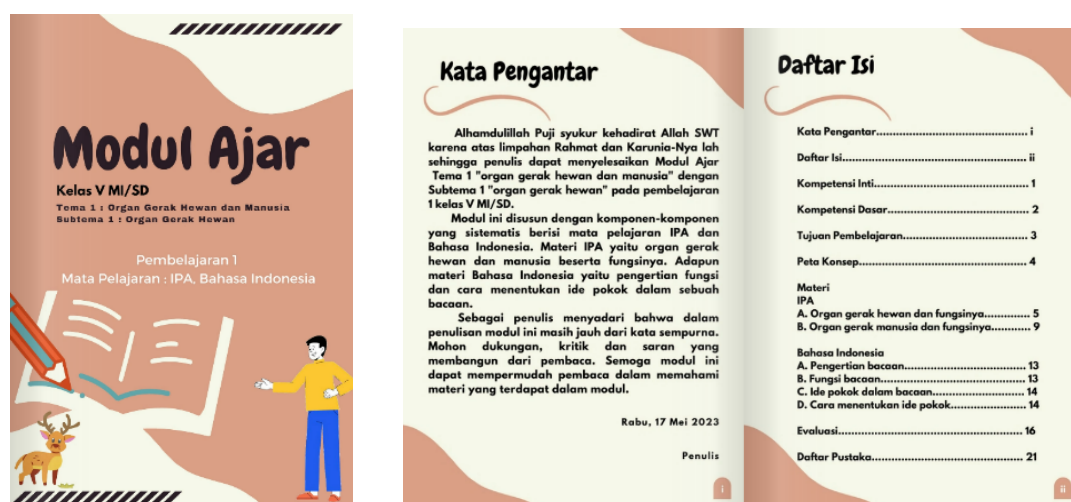 Modul Ajar
Kelas V MI/SD
Tema 1 : Organ Gerak Hewan dan Manusia
Subtema 1 : Organ Gerak Hewan
Pembelajaran 1
Mata Pelajaran : IPA, Bahasa Indonesia
Kata Pengantar
Alhamdulillah Puji syukur kehadirat Allah SWT
karena atas limpahan Rahmat dan Karunia-Nya lah
sehingga penulis dapat menyelesaikan Modul Ajar
Tema 1 "organ gerak hewan dan manusia" dengan
Subtema 1 "organ gerak hewan" pada pembelajaran
1 kelas V MI/SD.
Modul ini disusun dengan komponen-komponen
yang sistematis berisi mata pelajaran IPA dan
Bahasa Indonesia. Materi IPA yaitu organ gerak
hewan dan manusia beserta fungsinya. Adapun
materi Bahasa Indonesia yaitu pengertian fungsi
dan cara menentukan ide pokok dalam sebuah
bacaan.
Sebagai penulis menyadari bahwa dalam
penulisan modul ini masih jauh dari kata sempurna.
Mohon dukungan, kritik dan saran yang
membangun dari pembaca. Semoga modul ini
dapat mempermudah pembaca dalam memahami
materi yang terdapat dalam modul.
Rabu, 17 Mei 2023
Penulis
i
Daftar Isi
Kata Pengantar.......................................... i
Daftar Isi.................................................... ii
Kompetensi Inti........................................... 1
Kompetensi Dasar...................................... 2
Tujuan Pembelajaran................................... 3
Peta Konsep................................................ 4
Materi
IPA
A. Organ gerak hewan dan fungsinya............. 5
B. Organ gerak manusia dan fungsinya........... 9
Bahasa Indonesia
A. Pengertian bacaan................................... 13
B. Fungsi bacaan......................................... 13
C. Ide pokok dalam bacaan......................... 14
D. Cara menentukan ide pokok..................... 14
Evaluasi.................................................... 16
Daftar Pustaka........................................... 21
ii